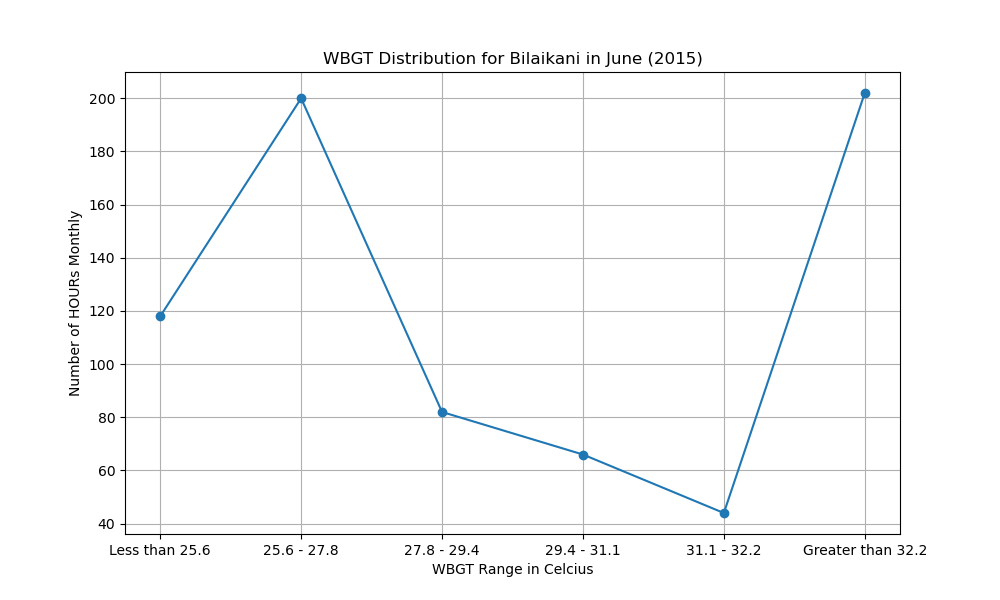 WBGT Distribution for Bilaikani in June (2015)
Number of HOURs Monthly
200
180
160
140
120
100
80
60
40
Less than 25.6
25.6 - 27.8
27.8 - 29.4
29.4 - 31.1
31.1 - 32.2
Greater than 32.2
WBGT Range in Celcius